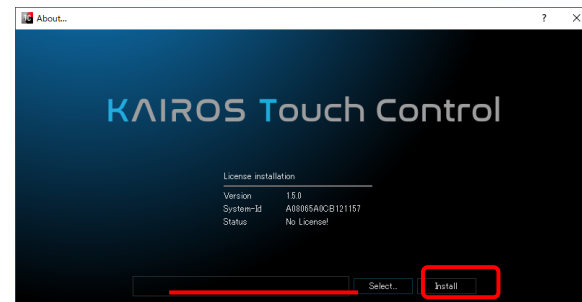 About...
? ×
KAIROS Touch Control
License installation
Version 1.5.0
System-Id A08065A0CB121157
Status No License!
Select... Install